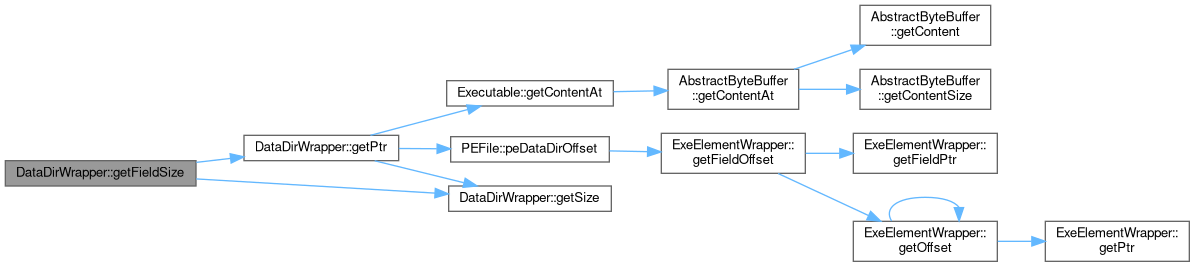 AbstractByteBuffer
::getContent
Executable::getContentAt
AbstractByteBuffer
::getContentAt
AbstractByteBuffer
::getContentSize
DataDirWrapper::getPtr
PEFile::peDataDirOffset
ExeElementWrapper::
getFieldOffset
ExeElementWrapper::
getFieldPtr
DataDirWrapper::getFieldSize
DataDirWrapper::getSize
ExeElementWrapper::
getOffset
ExeElementWrapper::
getPtr